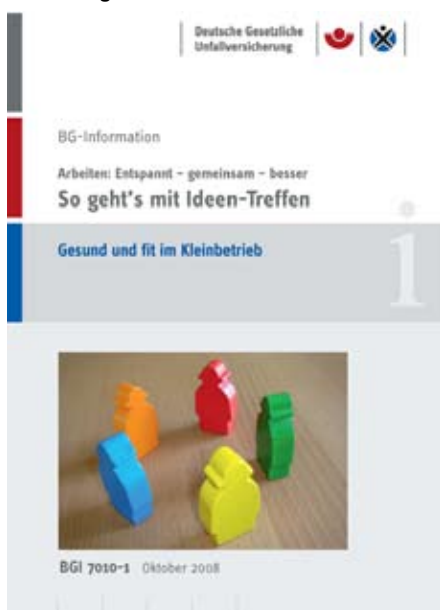 Deutsche Gesetzliche
Unfallversicherung
BG-Information
Arbeiten: Entspannt – gemeinsam – besser
So geht's mit Ideen-Treffen
Gesund und fit im Kleinbetrieb
i
BGI 7010-1 Oktober 2008